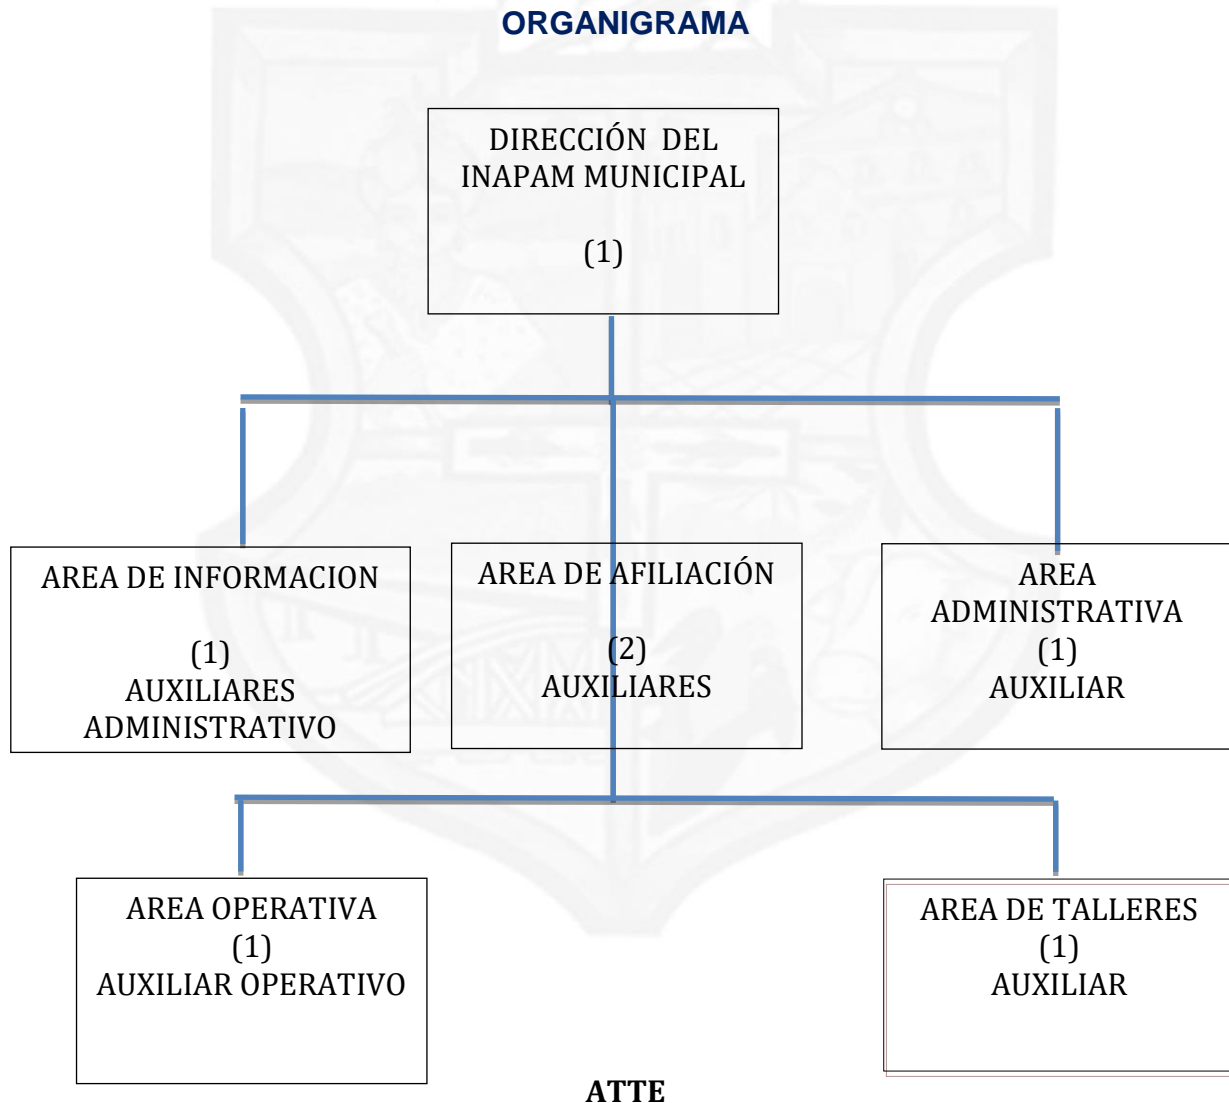 ORGANIGRAMA
DIRECCIÓN DEL
INAPAM MUNICIPAL
(1)
AREA DE INFORMACION
(1)
AUXILIARES
ADMINISTRATIVO
AREA DE AFILIACIÓN
(2)
AUXILIARES
AREA
ADMINISTRATIVA
(1)
AUXILIAR
AREA OPERATIVA
(1)
AUXILIAR OPERATIVO
AREA DE TALLERES
(1)
AUXILIAR
ATTE